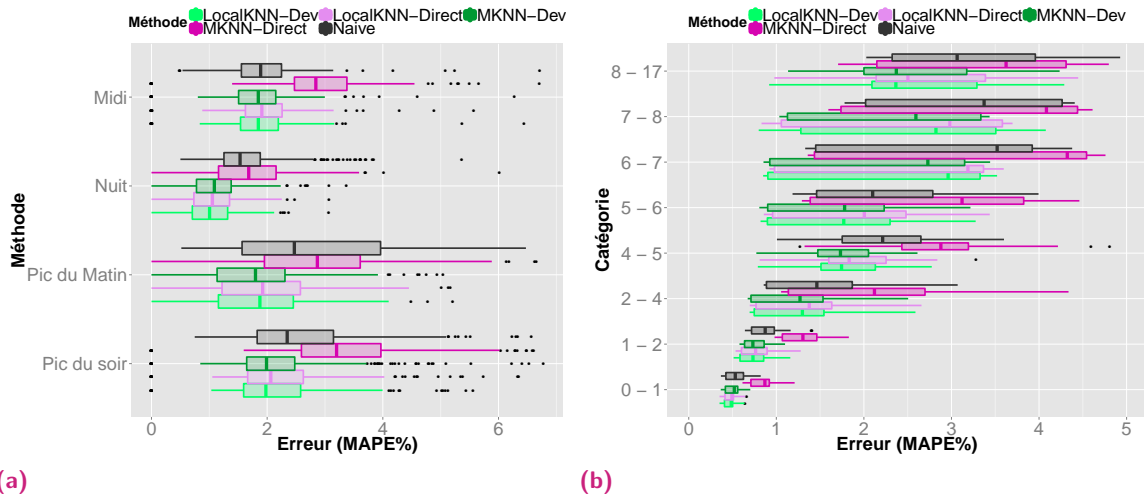 Méthode LocalKNN−Dev LocalKNN−Direct MKNN−Dev
MKNN−Direct Naive
Méthode
Midi
Nuit
Pic du Matin
Pic du soir
0 2 4 6
Erreur (MAPE%)
(a)
Méthode LocalKNN−Dev LocalKNN−Direct MKNN−Dev
MKNN−Direct Naive
Catégorie
8 − 17
7 − 8
6 − 7
5 − 6
4 − 5
2 − 4
1 − 2
0 − 1
0 1 2 3 4 5
Erreur (MAPE%)
(b)